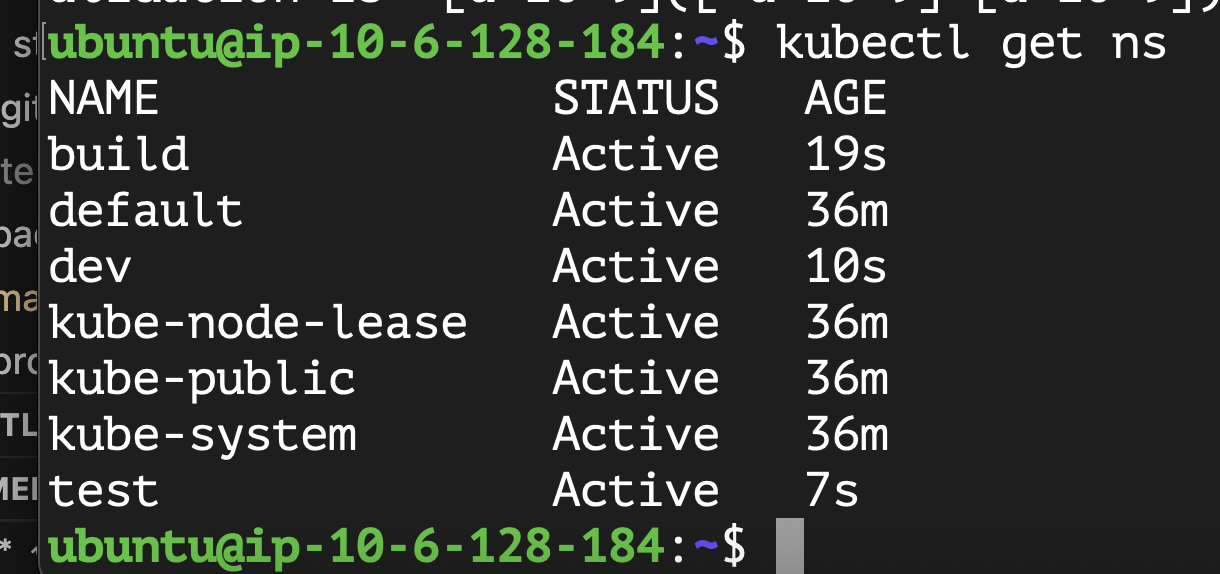 ubuntu@ip-10-6-128-184:~$ kubectl get ns
NAME STATUS AGE
build Active 19s
default Active 36m
dev Active 10s
kube-node-lease Active 36m
kube-public Active 36m
kube-system Active 36m
test Active 7s
ubuntu@ip-10-6-128-184:~$